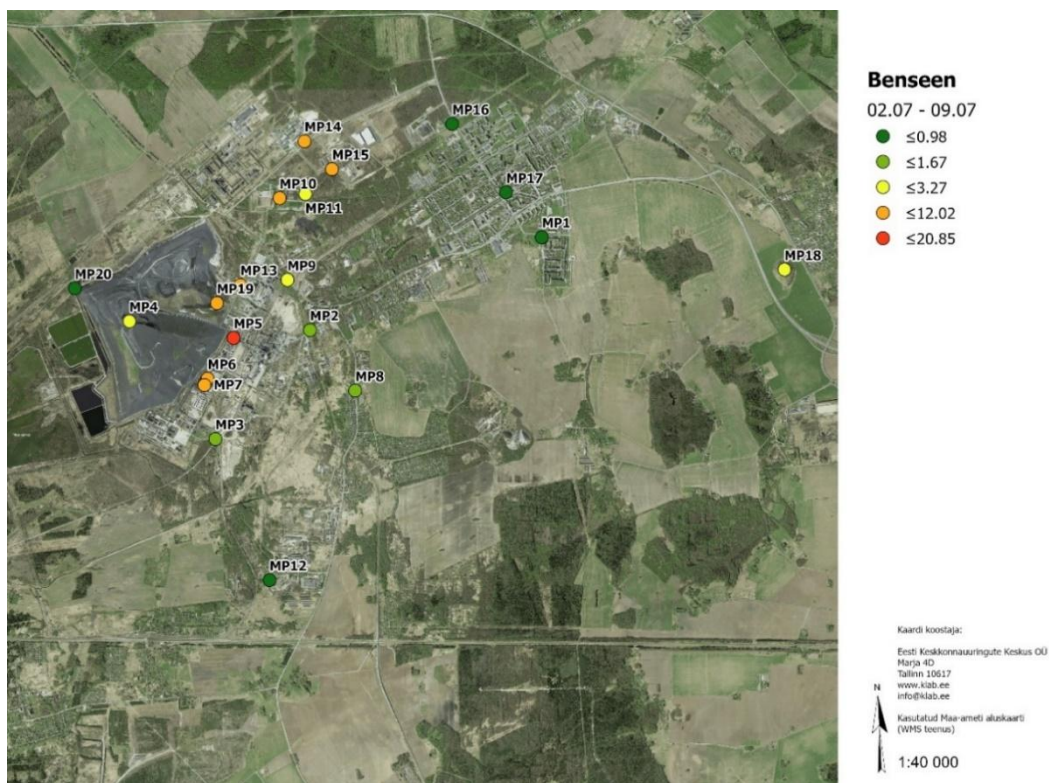 Benseen
02.07 - 09.07
≤0.98
≤1.67
≤3.27
≤12.02
≤20.85
MP16
MP14
MP15
MP17
MP10
MP11
MP1
MP18
MP13
MP9
MP20
MP19
MP4
MP5
MP2
MP6
MP7
MP8
MP3
MP12
Kaardi koostaja:
Eesti Keskkonnauuringute Keskus OÜ
Marja 4D
Tallinn 10617
www.klab.ee
info@klab.ee
N
Kasutatud Maa-ameti aluskaarti
(WMS teenus)
1:40 000